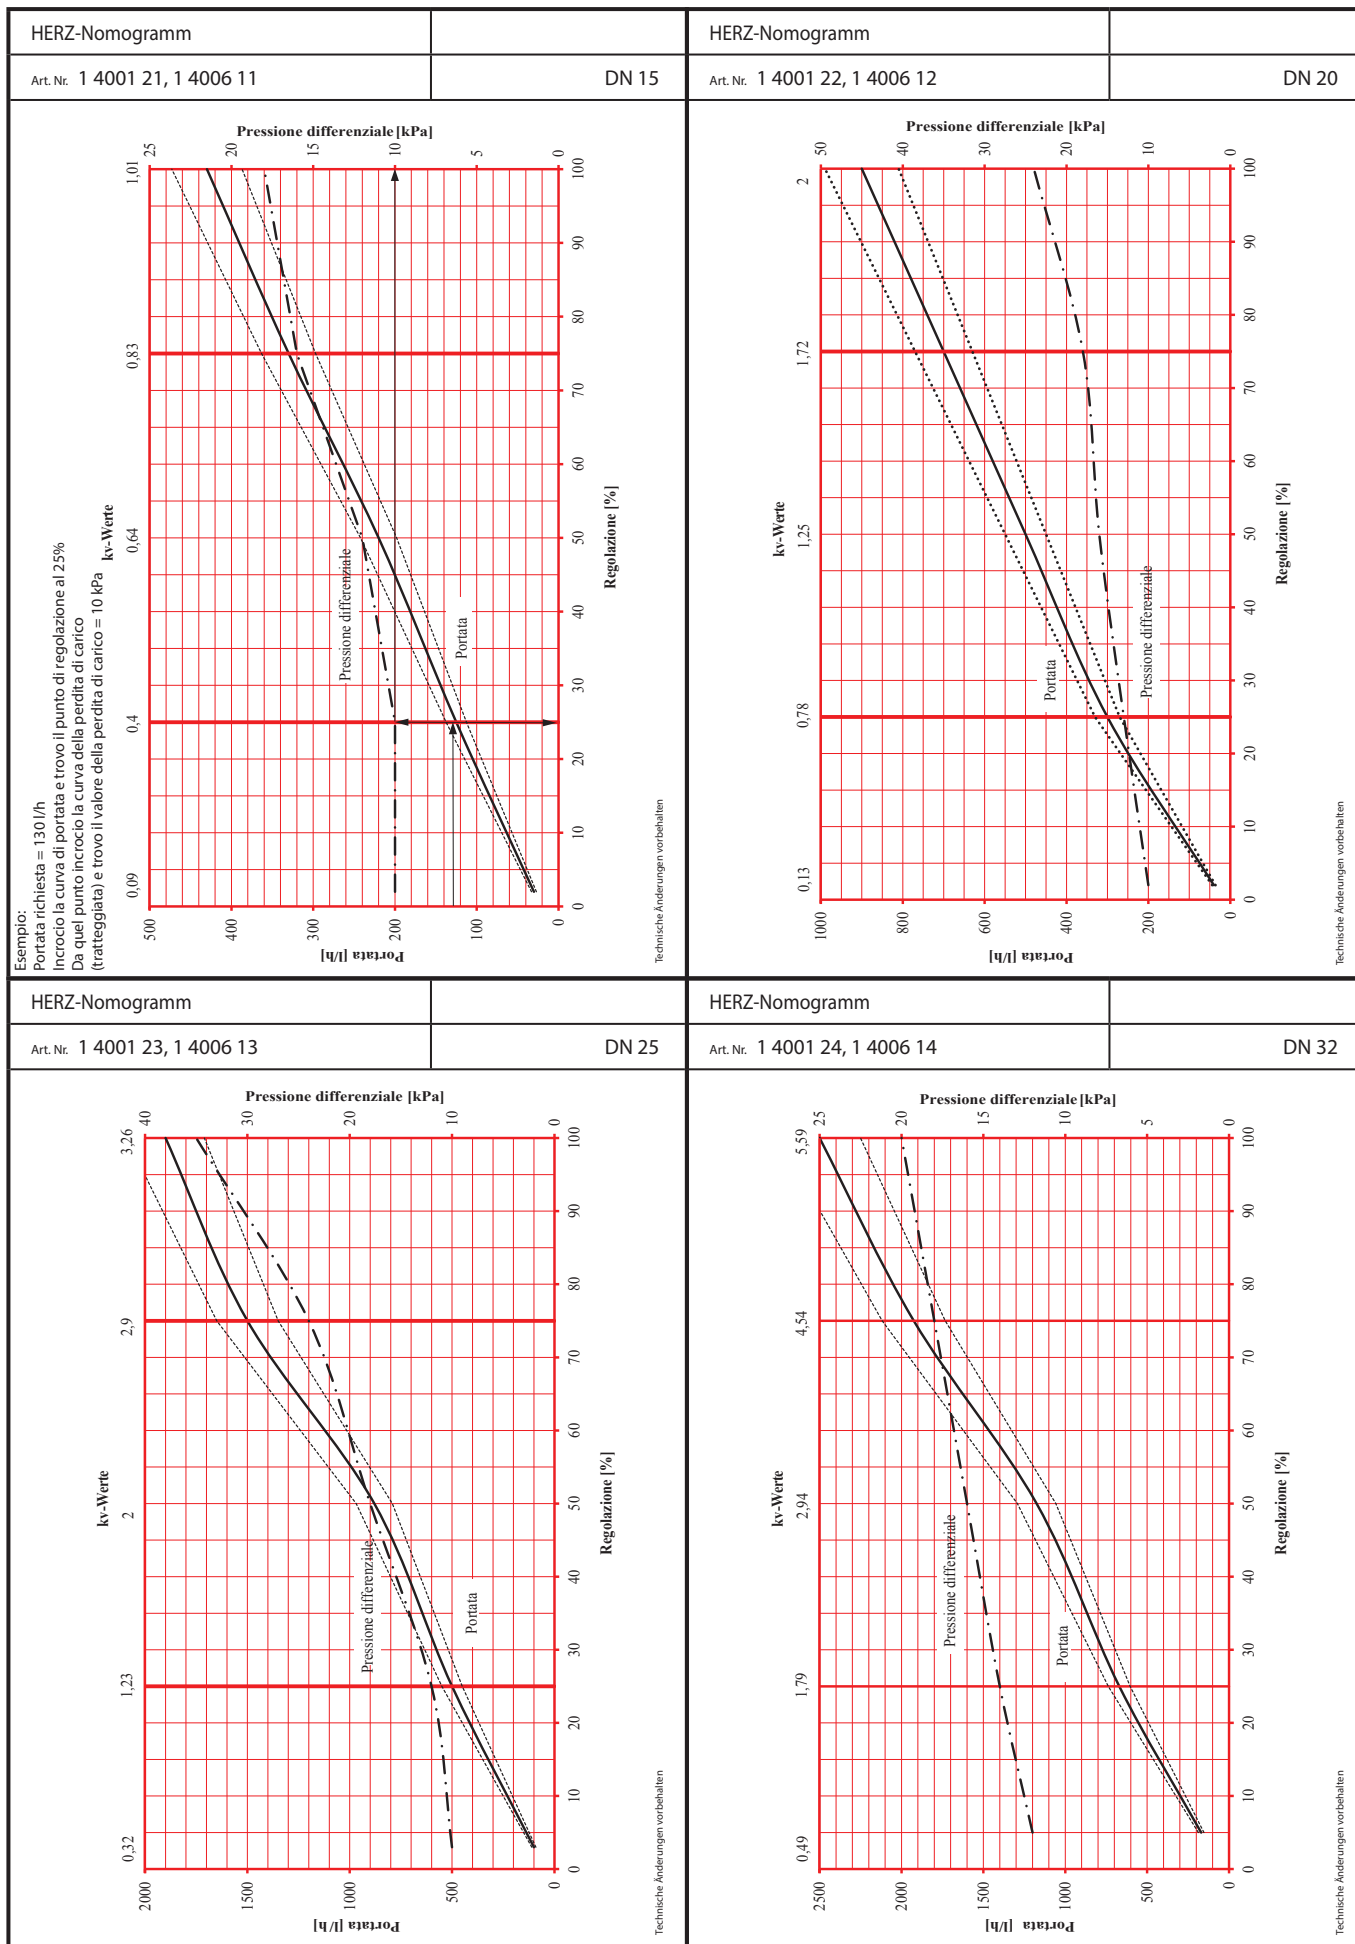 HERZ-Nomogramm
Art. Nr. 1 4001 21, 1 4006 11
DN 15
Esempio:
Portata richiesta = 130 l/h
Incrocio la curva di portata e trovo il punto di regolazione al 25%
Da quel punto incrocio la curva della perdita di carico
(tratteggiata) e trovo il valore della perdita di carico = 10 kPa
kv-Werte
0,09
0,4
0,64
0,83
1,01
Pressione differenziale [kPa]
25
20
15
10
5
0
Pressione differenziale
Portata
0
10
20
30
40
50
60
70
80
90
100
Regolazione [%]
500
400
300
200
100
0
Portata [l/h]
Technische Änderungen vorbehalten
HERZ-Nomogramm
Art. Nr. 1 4001 22, 1 4006 12
DN 20
kv-Werte
0,13
0,78
1,25
1,72
2
Pressione differenziale [kPa]
50
40
30
20
10
0
Portata
Pressione differenziale
0
10
20
30
40
50
60
70
80
90
100
Regolazione [%]
1000
800
600
400
200
0
Portata [l/h]
Technische Änderungen vorbehalten
HERZ-Nomogramm
Art. Nr. 1 4001 23, 1 4006 13
DN 25
kv-Werte
0,32
1,23
2
2,9
3,26
Pressione differenziale [kPa]
40
30
20
10
0
Pressione differenziale
Portata
0
10
20
30
40
50
60
70
80
90
100
Regolazione [%]
2000
1500
1000
500
0
Portata [l/h]
Technische Änderungen vorbehalten
HERZ-Nomogramm
Art. Nr. 1 4001 24, 1 4006 14
DN 32
kv-Werte
0,49
1,79
2,94
4,54
5,59
Pressione differenziale [kPa]
25
20
15
10
5
0
Pressione differenziale
Portata
0
10
20
30
40
50
60
70
80
90
100
Regolazione [%]
2500
2000
1500
1000
500
0
Portata [l/h]
Technische Änderungen vorbehalten